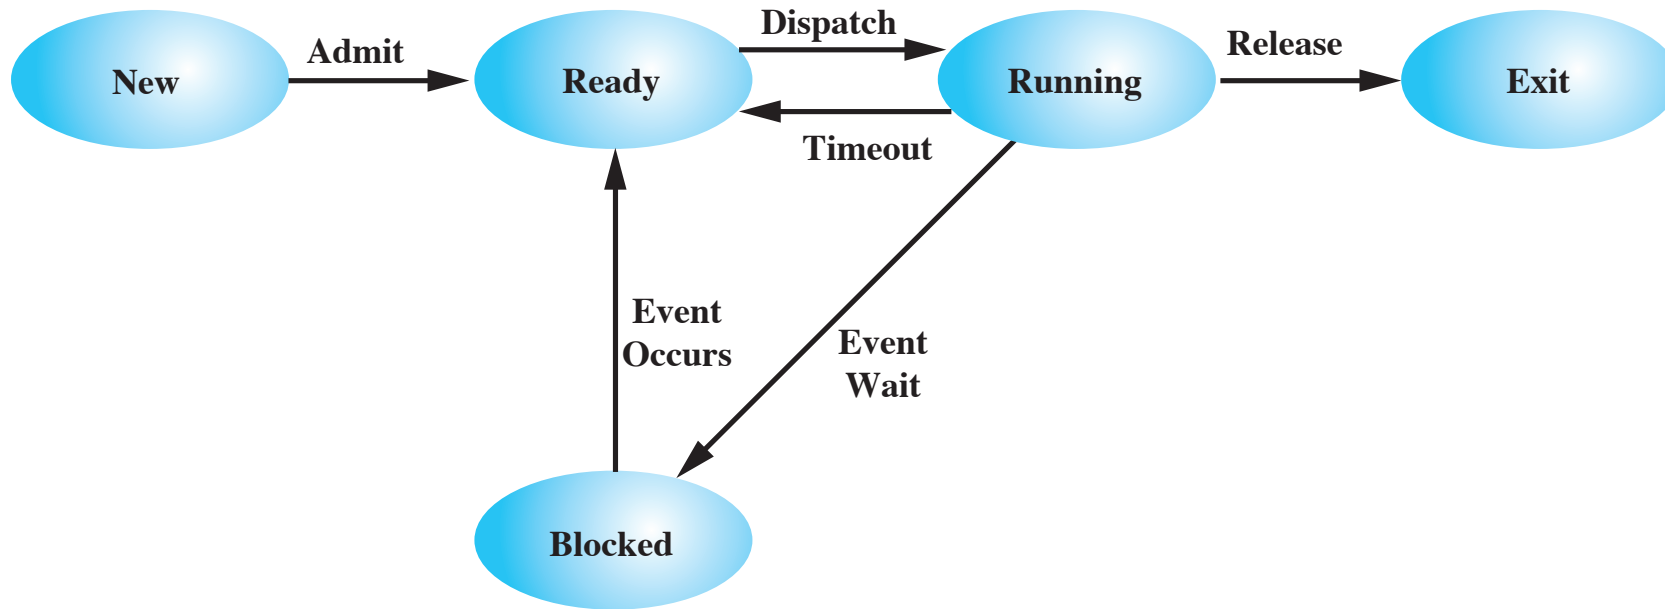 Dispatch
Admit
Release
New
Ready
Running
Exit
Timeout
Event
Occurs
Event
Wait
Blocked